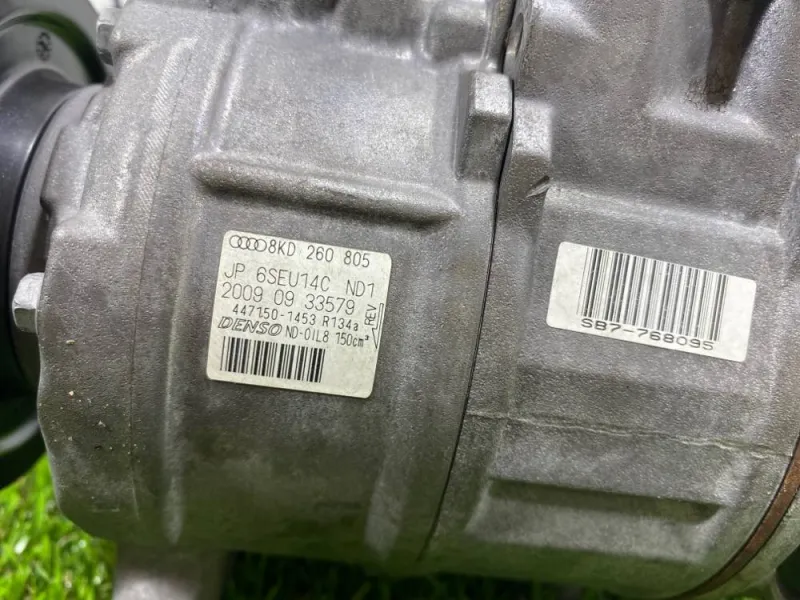 8KD 260 805
JP 6SEU14C ND1
2009 09 33579
447150-1453 R134a
REV
DENSO ND-OIL8 150cm³
SB7-768095